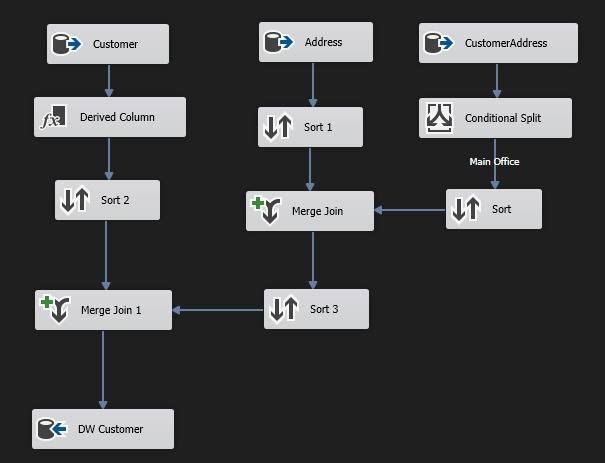 Customer
Address
CustomerAddress
fx
Derived Column
Sort 1
Conditional Split
Main Office
Sort 2
Merge Join
Sort
Merge Join 1
Sort 3
DW Customer